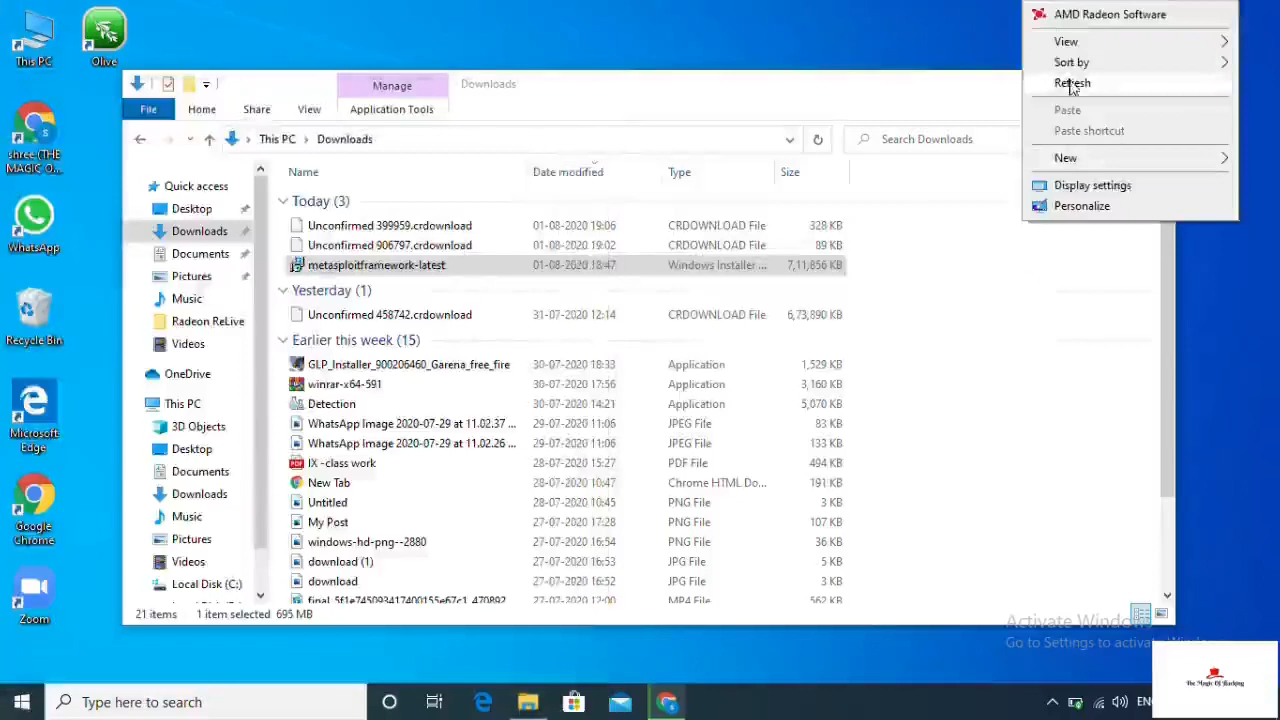 AMD Radeon Software
View
Sort by
Refresh
Paste
Paste shortcut
New
Display settings
Personalize
This PC
Olive
shree (THE
MAGIC O...
WhatsApp
Recycle Bin
Microsoft
Edge
Google
Chrome
Zoom
Manage
Downloads
File
Home
Share
View
Application Tools
This PC
Downloads
Search Downloads
Name
Date modified
Type
Size
Quick access
Desktop
Downloads
Documents
Pictures
Music
Radeon ReLive
Videos
OneDrive
This PC
3D Objects
Desktop
Documents
Downloads
Music
Pictures
Videos
Local Disk (C:)
Today (3)
Unconfirmed 399959.crdownload 01-08-2020 19:06 CRDOWNLOAD File 328 KB
Unconfirmed 906797.crdownload 01-08-2020 19:02 CRDOWNLOAD File 89 KB
metasploitframework-latest 01-08-2020 18:47 Windows Installer ... 7,11,856 KB
Yesterday (1)
Unconfirmed 458742.crdownload 31-07-2020 12:14 CRDOWNLOAD File 6,73,890 KB
Earlier this week (15)
GLP_Installer_900206460_Garena_free_fire 30-07-2020 18:33 Application 1,529 KB
winrar-x64-591 30-07-2020 17:56 Application 3,160 KB
Detection 30-07-2020 14:21 Application 5,070 KB
WhatsApp Image 2020-07-29 at 11.02.37 ... 29-07-2020 11:06 JPEG File 83 KB
WhatsApp Image 2020-07-29 at 11.02.26 ... 29-07-2020 11:06 JPEG File 133 KB
IX -class work 28-07-2020 15:27 PDF File 494 KB
New Tab 28-07-2020 10:47 Chrome HTML Do... 191 KB
Untitled 28-07-2020 10:45 PNG File 3 KB
My Post 27-07-2020 17:28 PNG File 107 KB
windows-hd-png--2880 27-07-2020 16:54 PNG File 36 KB
download (1) 27-07-2020 16:53 JPG File 5 KB
download 27-07-2020 16:52 JPG File 3 KB
final_5f1e745093417400155e67c1_470892 27-07-2020 12:00 MP4 File 562 KB
21 items 1 item selected 695 MB
Activate Windows
Go to Settings to activate Windows.
The Magic Of Hacking
Type here to search